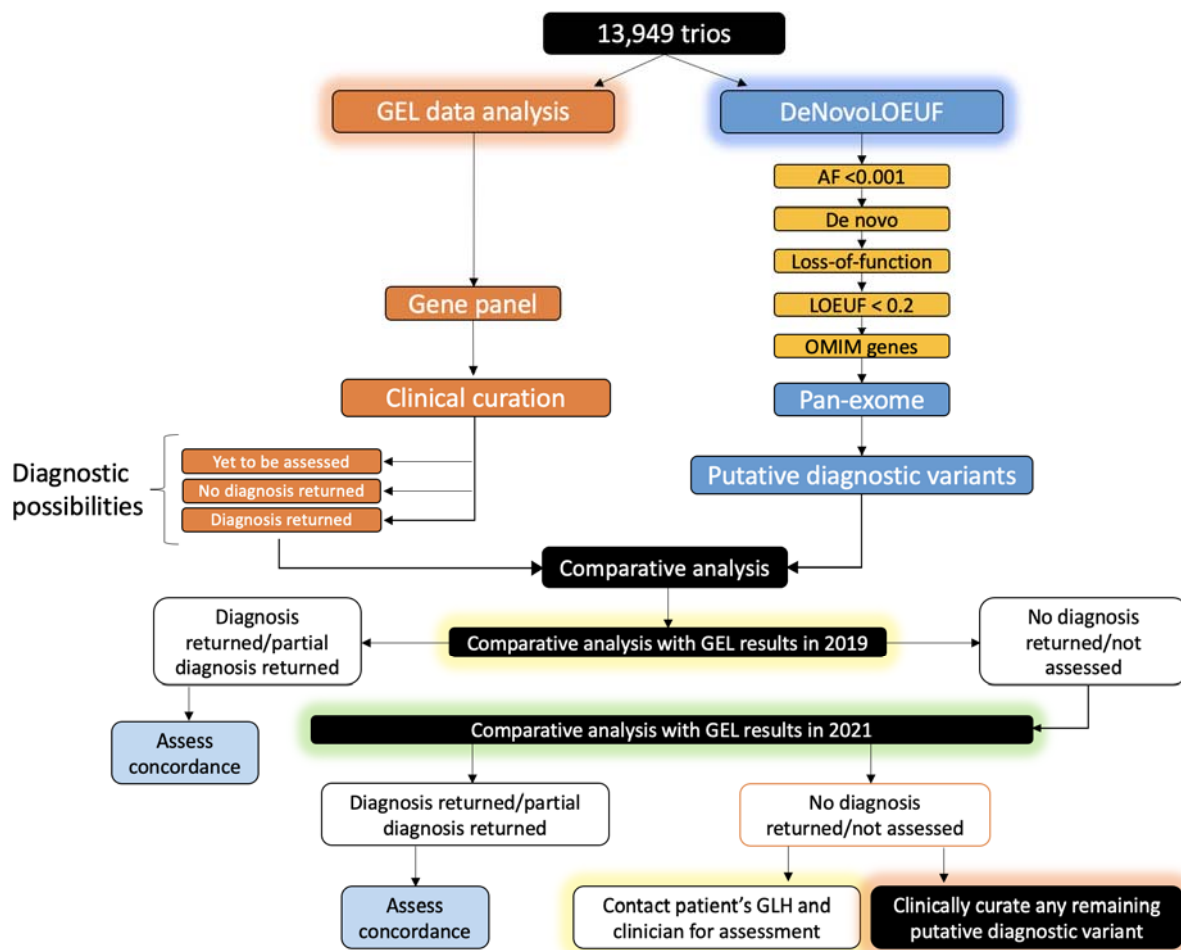 13,949 trios
GEL data analysis
DeNovoLOEUF
AF <0.001
De novo
Loss-of-function
LOEUF < 0.2
OMIM genes
Gene panel
Clinical curation
Pan-exome
Diagnostic
possibilities
Yet to be assessed
No diagnosis returned
Diagnosis returned
Putative diagnostic variants
Comparative analysis
Diagnosis
returned/partial
diagnosis returned
Comparative analysis with GEL results in 2019
No diagnosis
returned/not
assessed
Assess
concordance
Comparative analysis with GEL results in 2021
Diagnosis returned/partial
diagnosis returned
No diagnosis
returned/not assessed
Assess
concordance
Contact patient's GLH and
clinician for assessment
Clinically curate any remaining
putative diagnostic variant